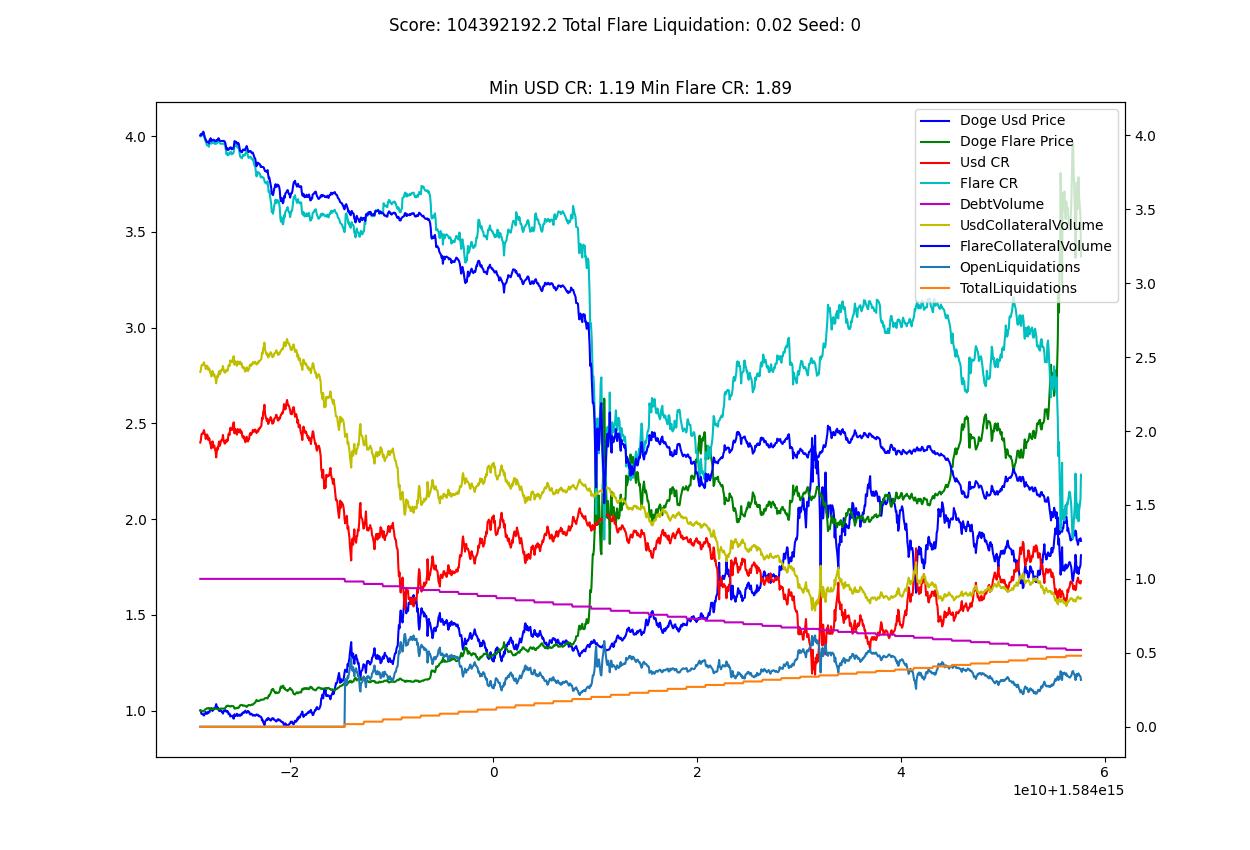 Score: 104392192.2 Total Flare Liquidation: 0.02 Seed: 0
Min USD CR: 1.19 Min Flare CR: 1.89
Doge Usd Price
Doge Flare Price
Usd CR
Flare CR
DebtVolume
UsdCollateralVolume
FlareCollateralVolume
OpenLiquidations
TotalLiquidations
4.0
3.5
3.0
2.5
2.0
1.5
1.0
4.0
3.5
3.0
2.5
2.0
1.5
1.0
0.5
0.0
−2 0 2 4 6
1e10+1.584e15